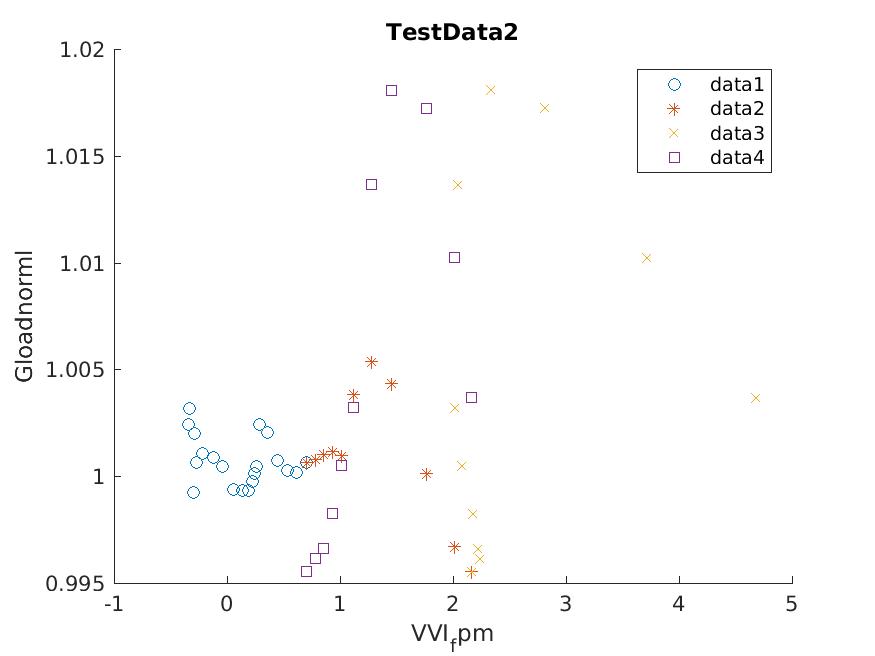 TestData2
1.02
1.015
1.01
1.005
1
0.995
-1 0 1 2 3 4 5
Gloadnorml
VVI_fpm
data1
data2
data3
data4